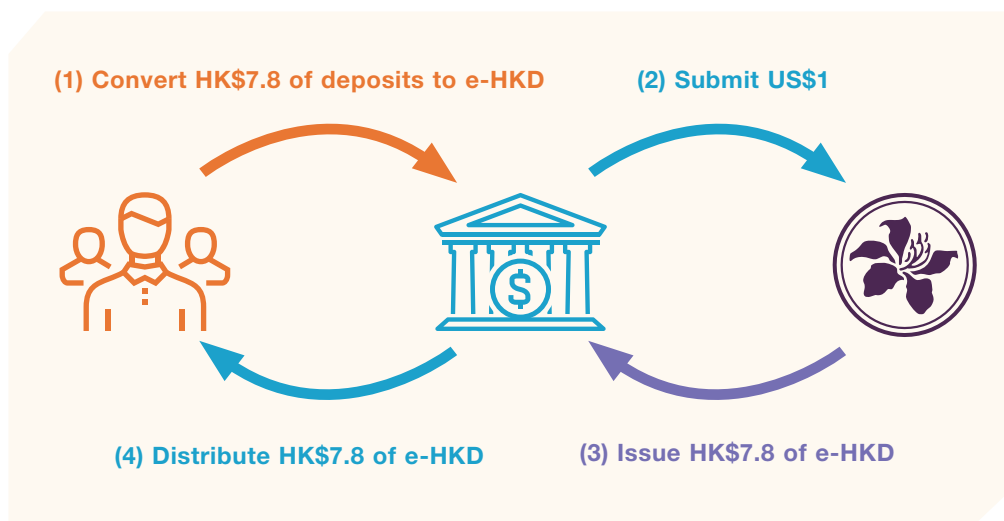 (1) Convert HK$7.8 of deposits to e-HKD
(2) Submit US$1
$
(4) Distribute HK$7.8 of e-HKD
(3) Issue HK$7.8 of e-HKD